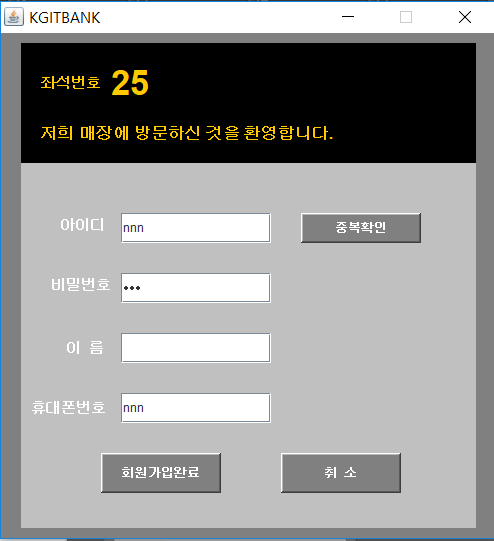 KGITBANK
좌석번호 25
저희 매장에 방문하신 것을 환영합니다.
아이디 nnn 중복확인
비밀번호 •••
이 름
휴대폰번호 nnn
회원가입완료 취 소